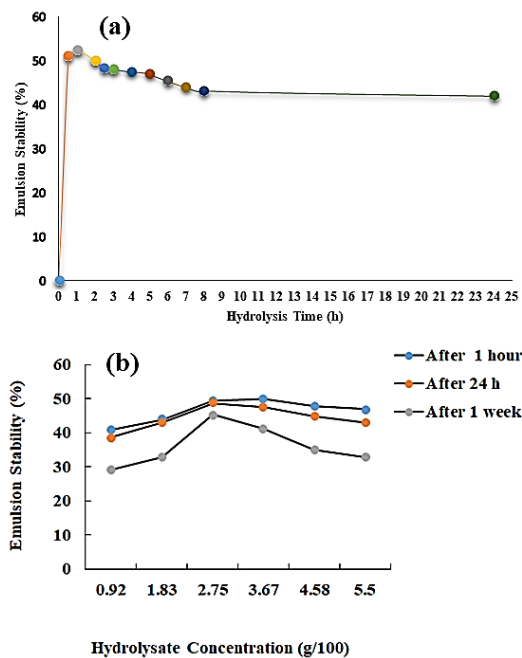 (a)
Emulsion Stability (%)
60
50
40
30
20
10
0
0 1 2 3 4 5 6 7 8 9 10 11 12 13 14 15 16 17 18 19 20 21 22 23 24 25
Hydrolysis Time (h)
(b)
After 1 hour
After 24 h
After 1 week
Emulsion Stability (%)
60
50
40
30
20
10
0
0.92 1.83 2.75 3.67 4.58 5.5
Hydrolysate Concentration (g/100)